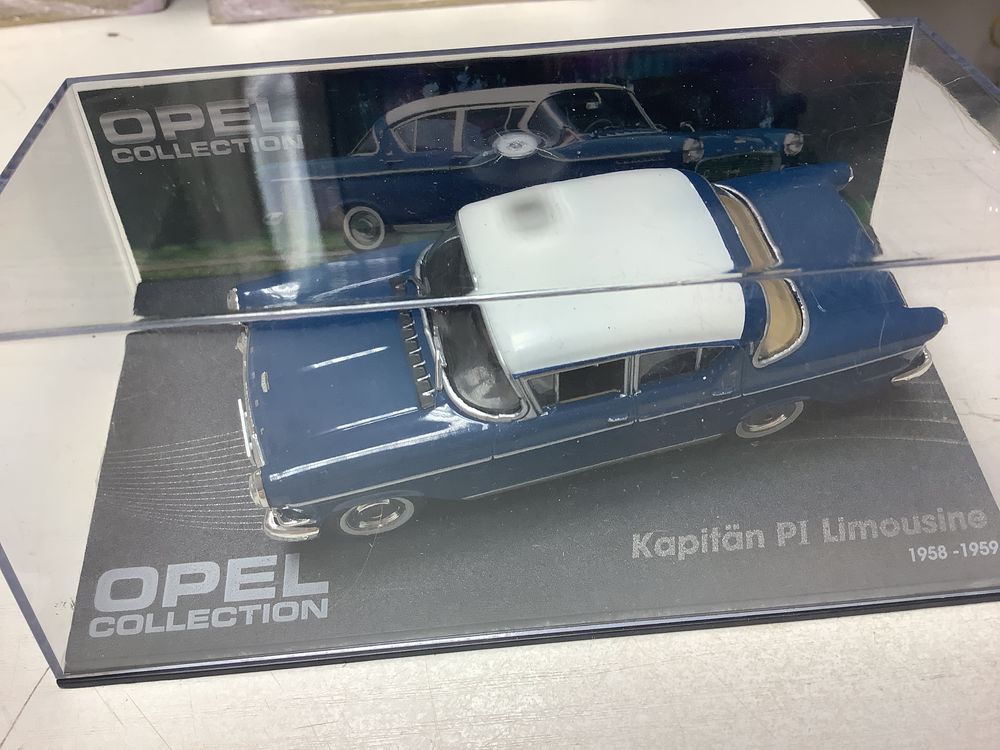 OPEL
COLLECTION
Kapitän PI Limousine
1958 -1959
OPEL
COLLECTION